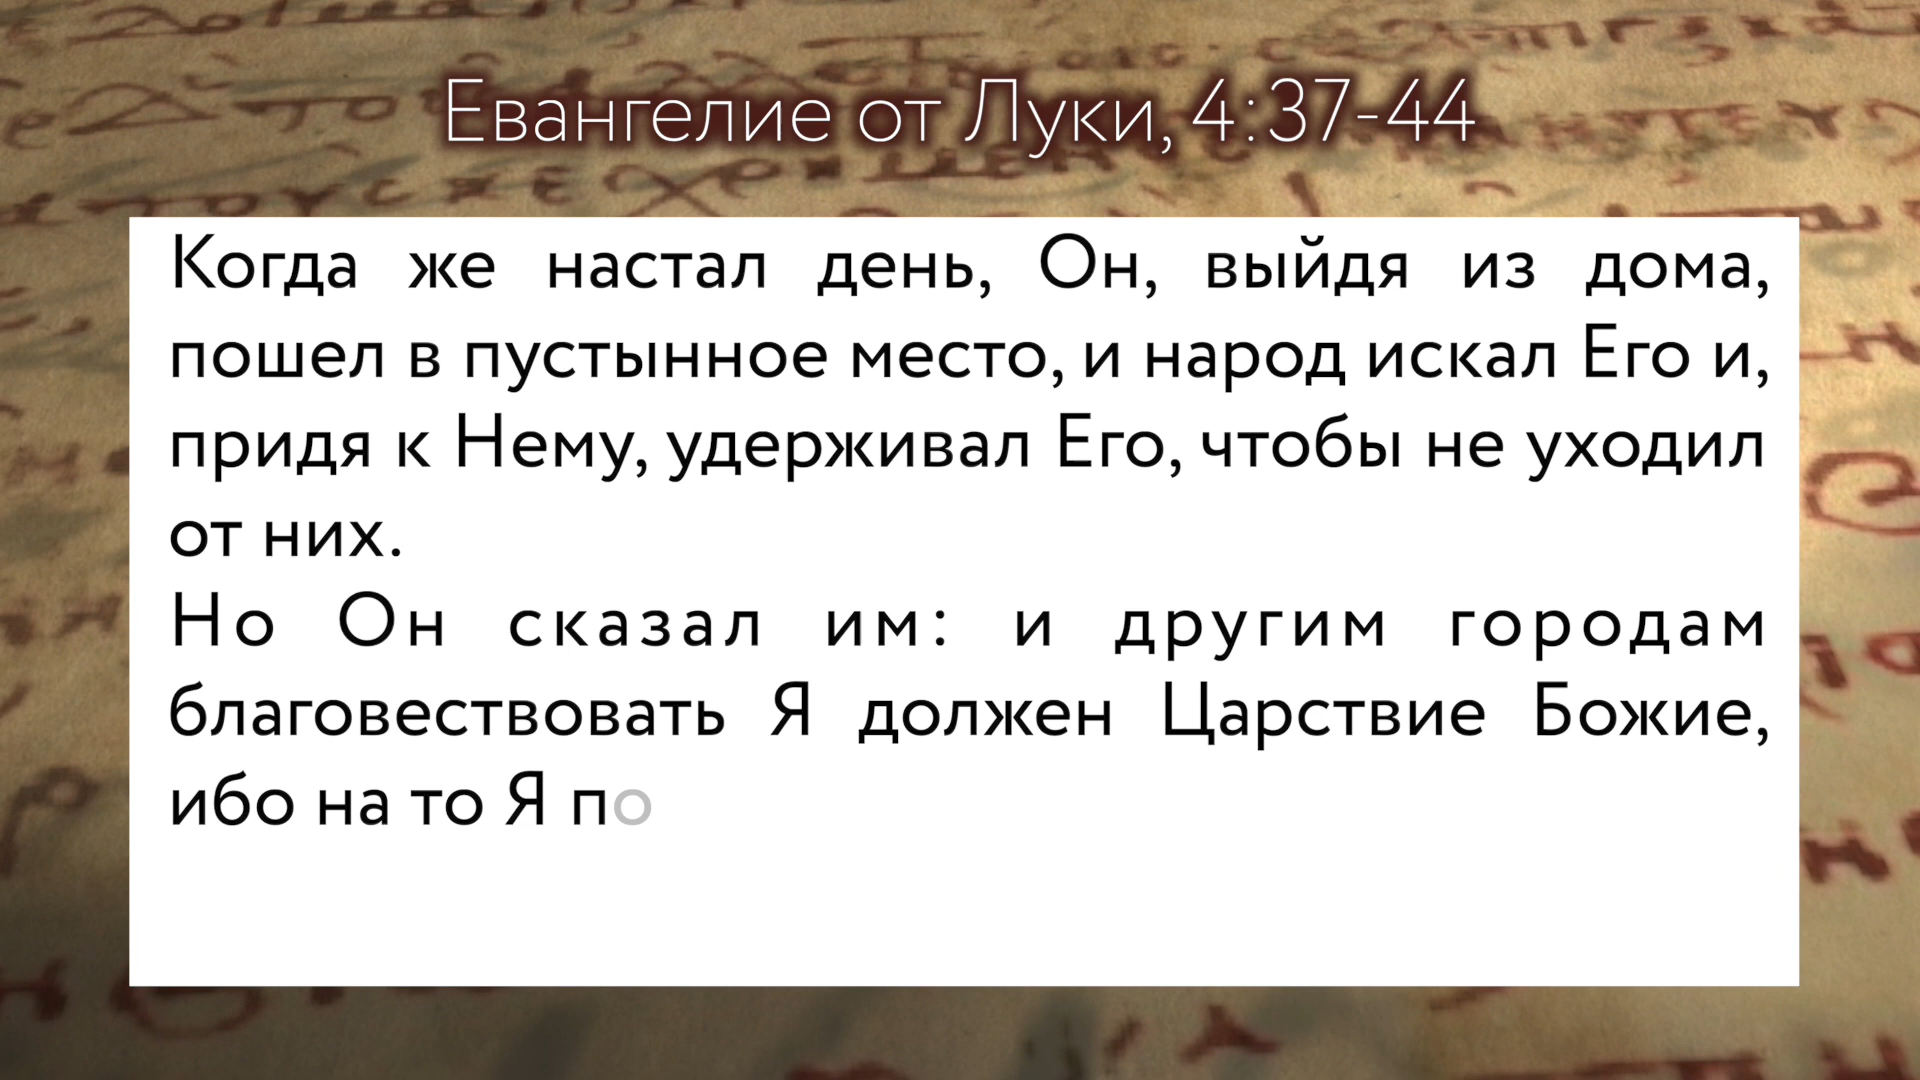 Евангелие от Луки, 4:37-44
Когда же настал день, Он, выйдя из дома,
пошел в пустынное место, и народ искал Его и,
придя к Нему, удерживал Его, чтобы не уходил
от них.
Но Он сказал им: и другим городам
благовествовать Я должен Царствие Божие,
ибо на то Я по